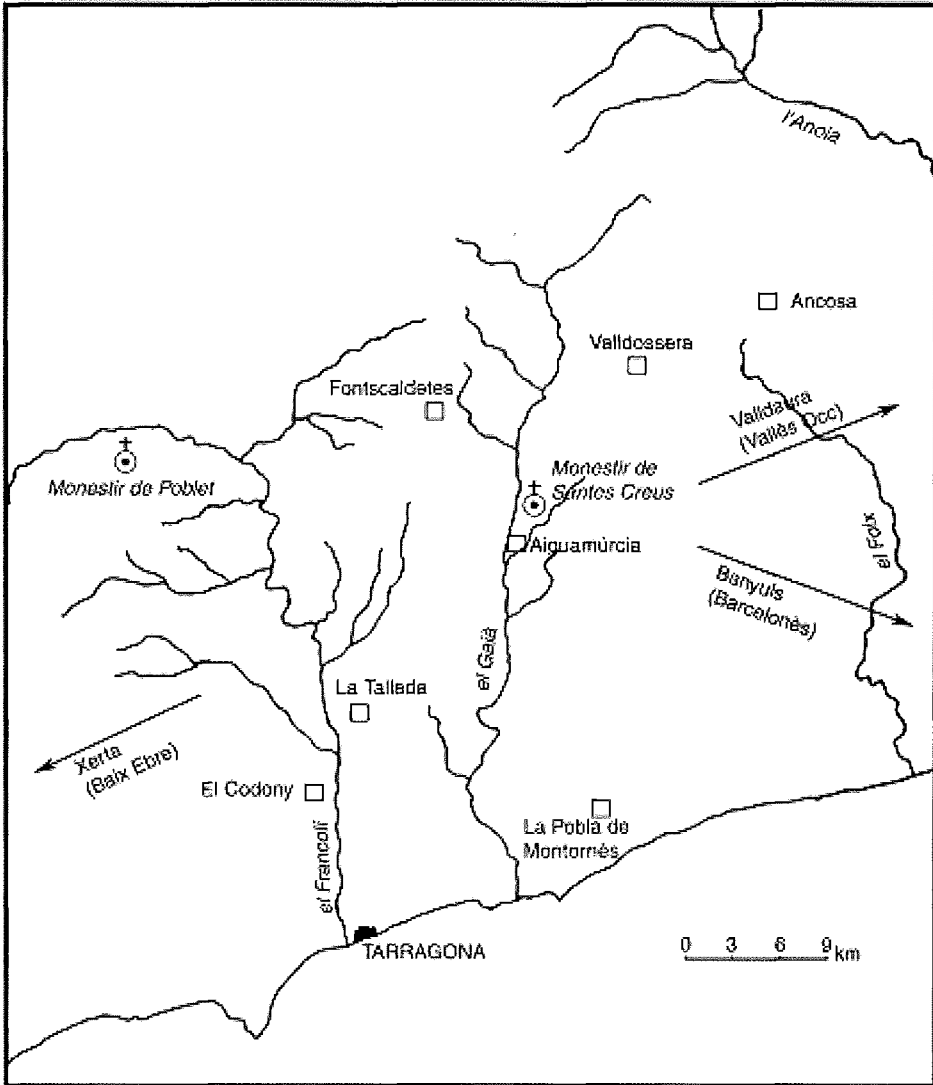 l'Anoia
Ancosa
Valldossera
Fontscaldetes
Valldaura
(Vallès Occ)
Monestir de Poblet
Monestir de
Santes Creus
Aiguamúrcia
el Foix
Banyuls
(Barcelonès)
el Gaià
La Tallada
Xerta
(Baix Ebre)
El Codony
La Pobla de
Montornès
el Francolí
TARRAGONA
0 3 6 9 km